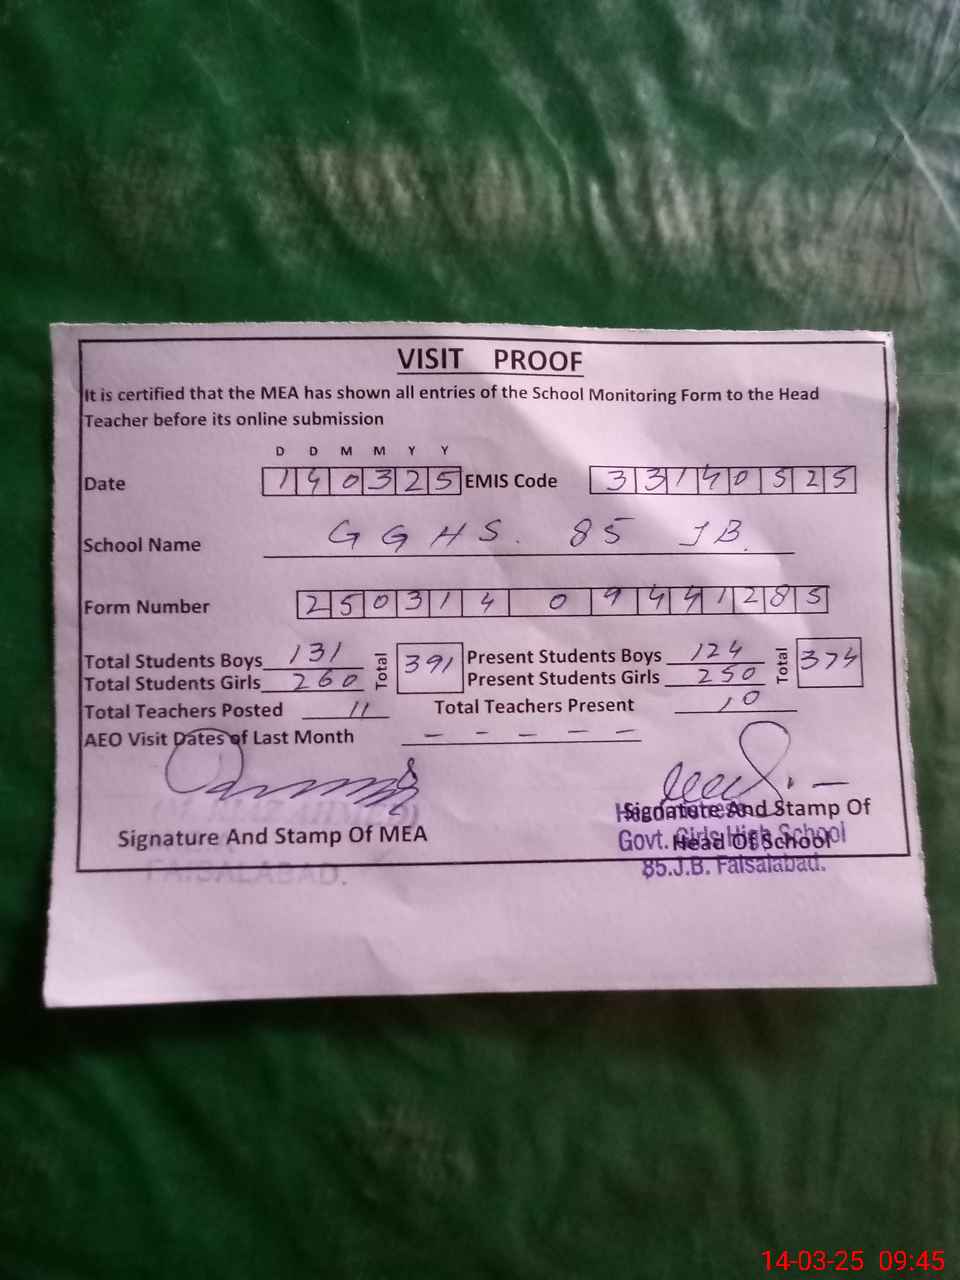 VISIT PROOF
It is certified that the MEA has shown all entries of the School Monitoring Form to the Head
Teacher before its online submission
D D M M Y Y
Date 140325 EMIS Code 33140525
School Name GGHS. 85 JB.
Form Number 25031409441285
Total Students Boys 131 Total 391 Present Students Boys 124 Total 374
Total Students Girls 260 Present Students Girls 250
Total Teachers Posted 11 Total Teachers Present 10
AEO Visit Dates of Last Month - - - - -
Signature And Stamp Of MEA
FAISALABAD.
Signature And Stamp Of
Head Of School
Govt. Girls High School
85.J.B. Faisalabad.
14-03-25 09:45